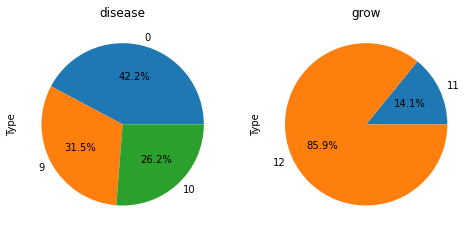 disease
0
42.2%
Type
31.5%
26.2%
9
10
grow
11
14.1%
Type
85.9%
12